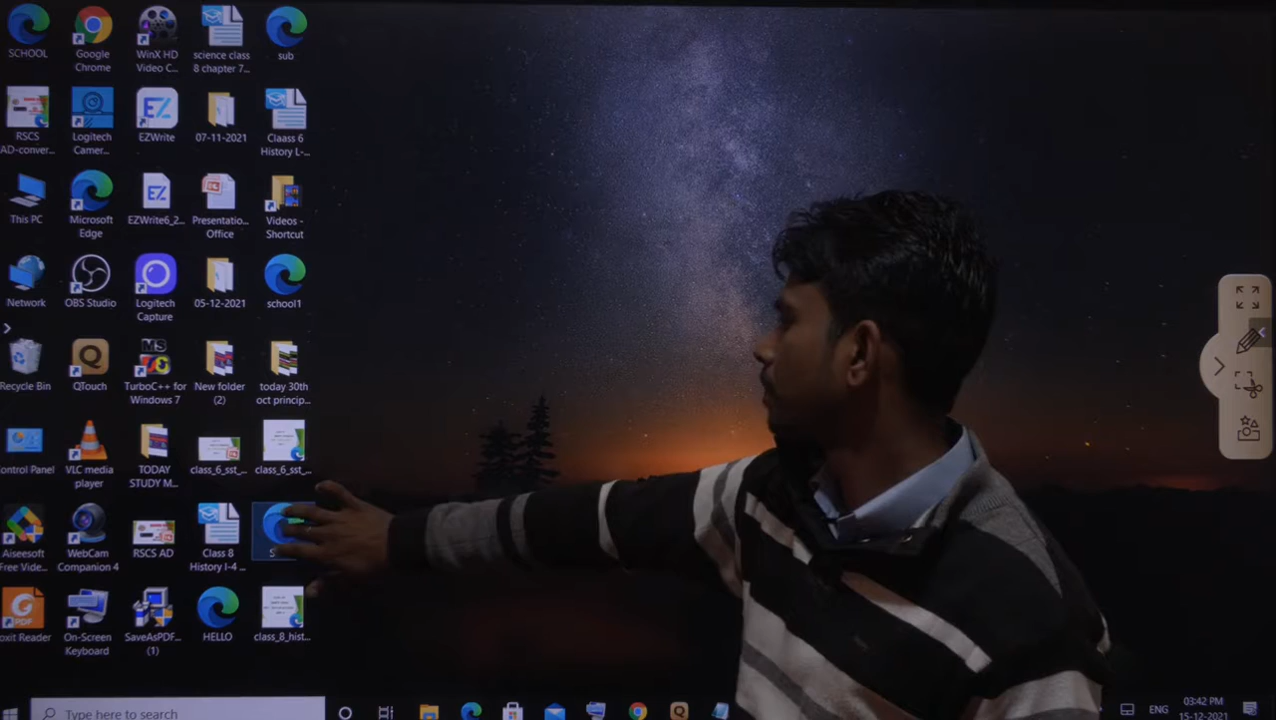 SCHOOL
Google
Chrome
WinX HD
Video C...
science class
8 chapter 7...
sub
RSCS
AD-conver...
Logitech
Camer...
EZWrite
07-11-2021
Claass 6
History L-...
This PC
Microsoft
Edge
EZWrite6_2...
Presentatio...
Office
Videos -
Shortcut
Network
OBS Studio
Logitech
Capture
05-12-2021
school1
Recycle Bin
QTouch
TurboC++ for
Windows 7
New folder
(2)
today 30th
oct princip...
ontrol Panel
VLC media
player
TODAY
STUDY M...
class_6_sst_...
class_6_sst_...
Aiseesoft
Free Vide...
WebCam
Companion 4
RSCS AD
Class 8
History l-4 ...
oxit Reader
On-Screen
Keyboard
SaveAsPDF...
(1)
HELLO
class_8_hist...
Type here to search
ENG
03:42 PM
15-12-2021